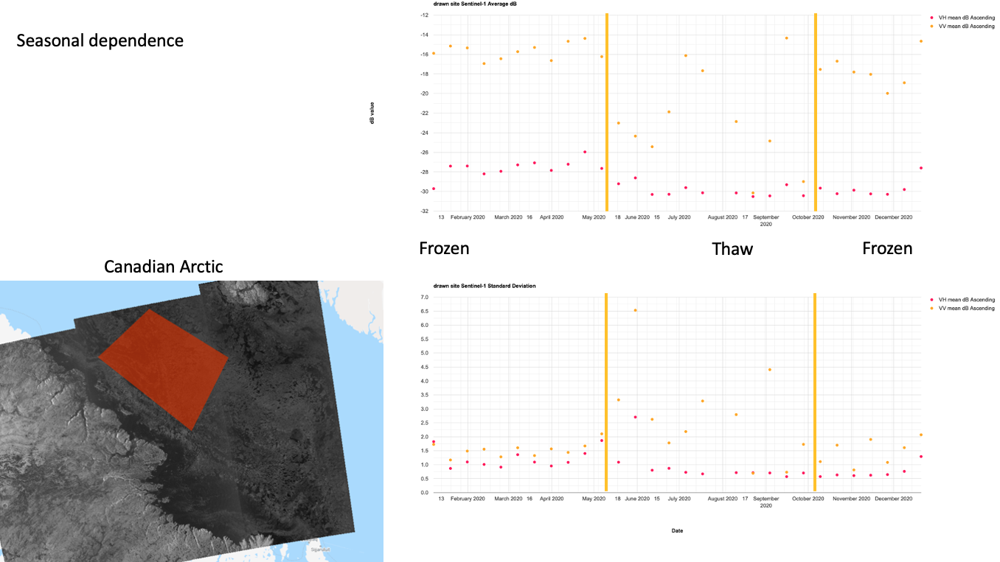 drawn site Sentinel-1 Average dB
Seasonal dependence
VH mean dB Ascending
VV mean dB Ascending
dB value
-12
-14
-16
-18
-20
-22
-24
-26
-28
-30
-32
13 February 2020 March 2020 16 April 2020 May 2020 18 June 2020 15 July 2020 August 2020 17 September 2020 October 2020 November 2020 December 2020
Frozen Thaw Frozen
Canadian Arctic
drawn site Sentinel-1 Standard Deviation
VH mean dB Ascending
VV mean dB Ascending
7.0
6.5
6.0
5.5
5.0
4.5
4.0
3.5
3.0
2.5
2.0
1.5
1.0
0.5
0.0
13 February 2020 March 2020 16 April 2020 May 2020 18 June 2020 15 July 2020 August 2020 17 September 2020 October 2020 November 2020 December 2020
Date